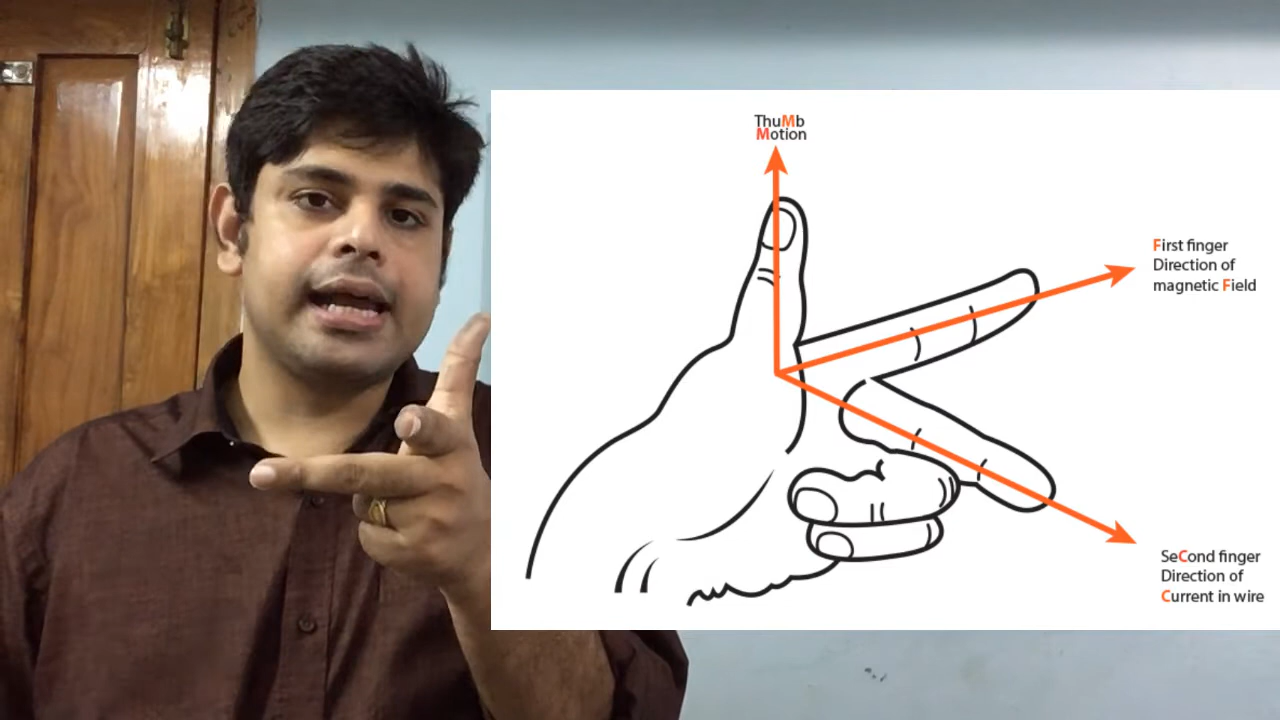 ThuMb
Motion
First finger
Direction of
magnetic Field
SeCond finger
Direction of
Current in wire